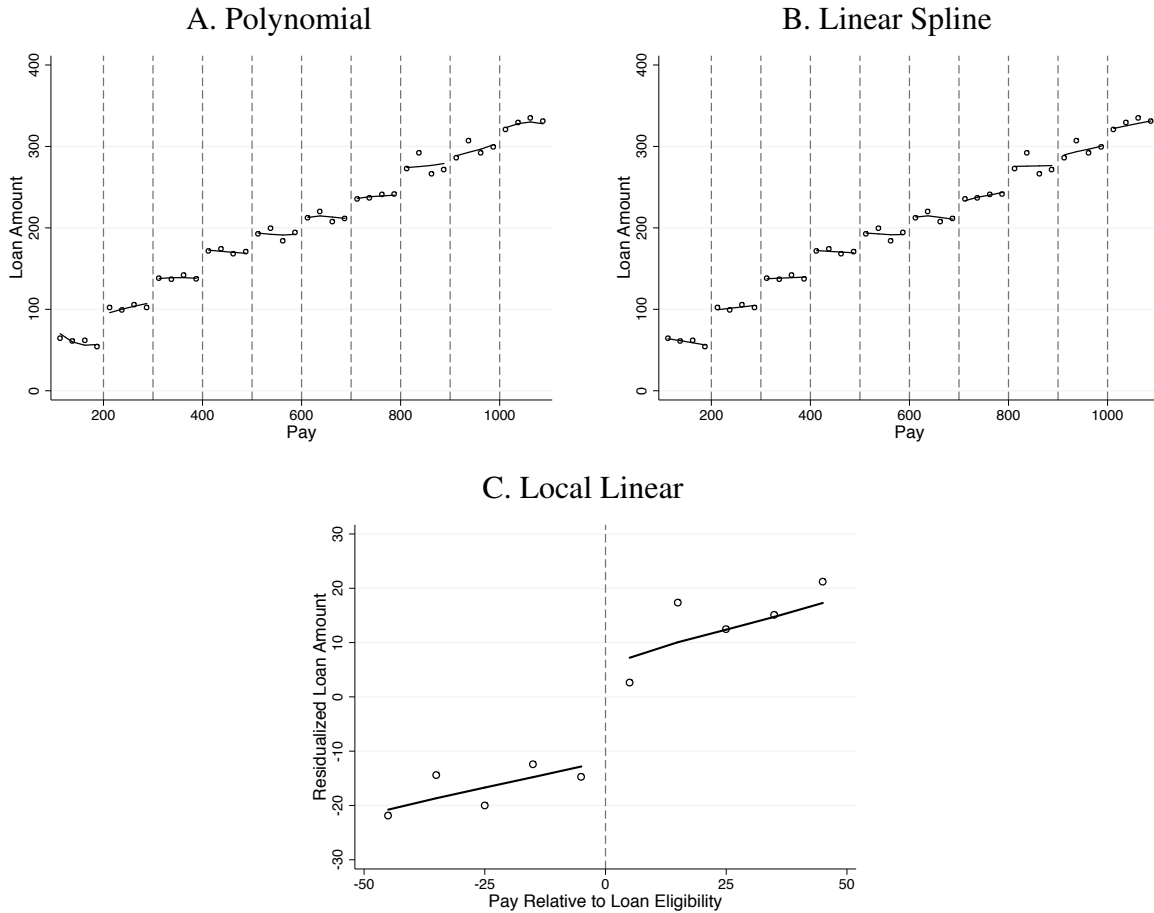 A. Polynomial
Loan Amount
0 100 200 300 400
200 400 600 800 1000
Pay
B. Linear Spline
Loan Amount
0 100 200 300 400
200 400 600 800 1000
Pay
C. Local Linear
Residualized Loan Amount
-30 -20 -10 0 10 20 30
-50 -25 0 25 50
Pay Relative to Loan Eligibility